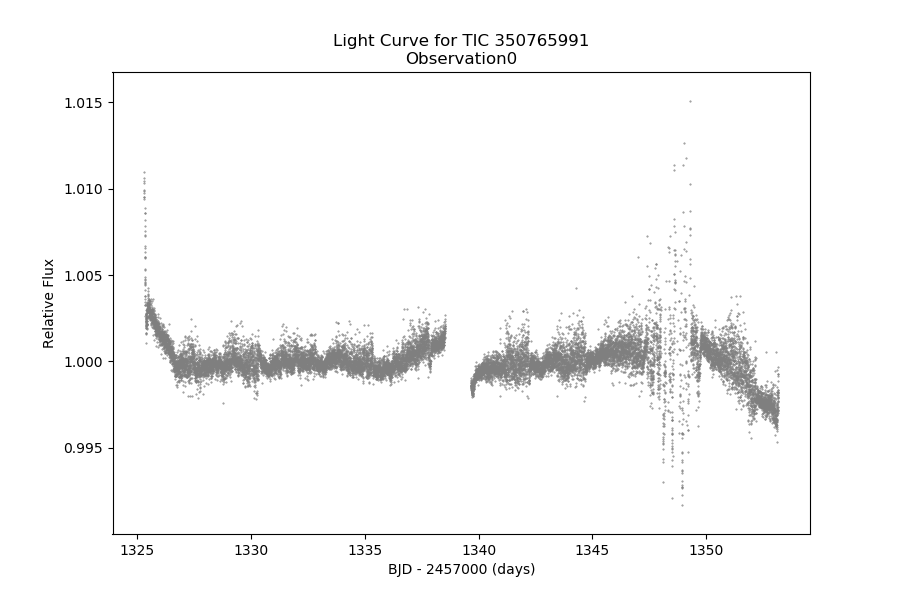 Light Curve for TIC 350765991
Observation0
1.015
1.010
1.005
1.000
0.995
Relative Flux
1325
1330
1335
1340
1345
1350
BJD - 2457000 (days)